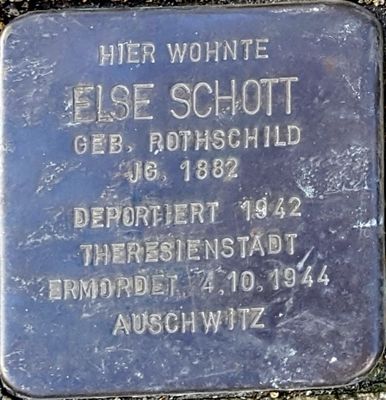 HIER WOHNTE
ELSE SCHOTT
GEB. ROTHSCHILD
JG. 1882
DEPORTIERT 1942
THERESIENSTADT
ERMORDET 4.10.1944
AUSCHWITZ